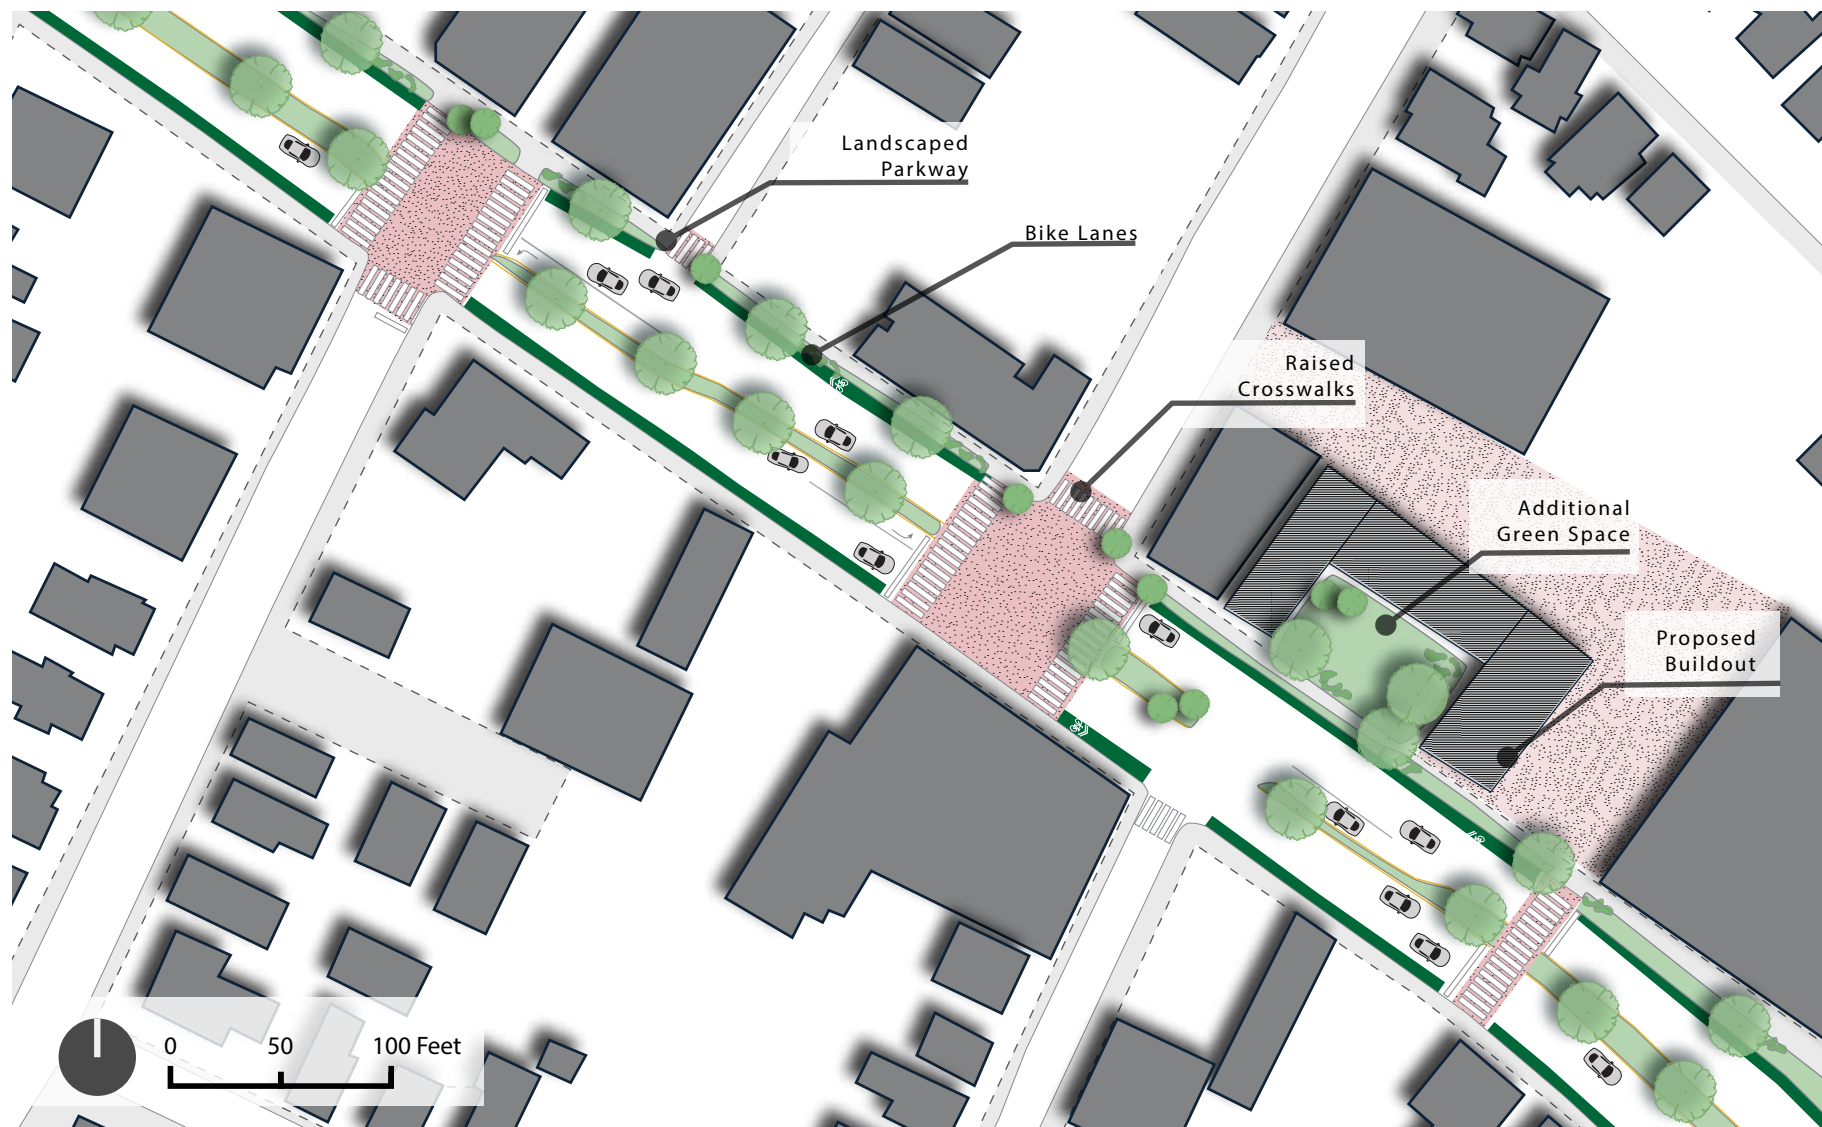 Landscaped
Parkway
Bike Lanes
Raised
Crosswalks
Additional
Green Space
Proposed
Buildout
0 50 100 Feet